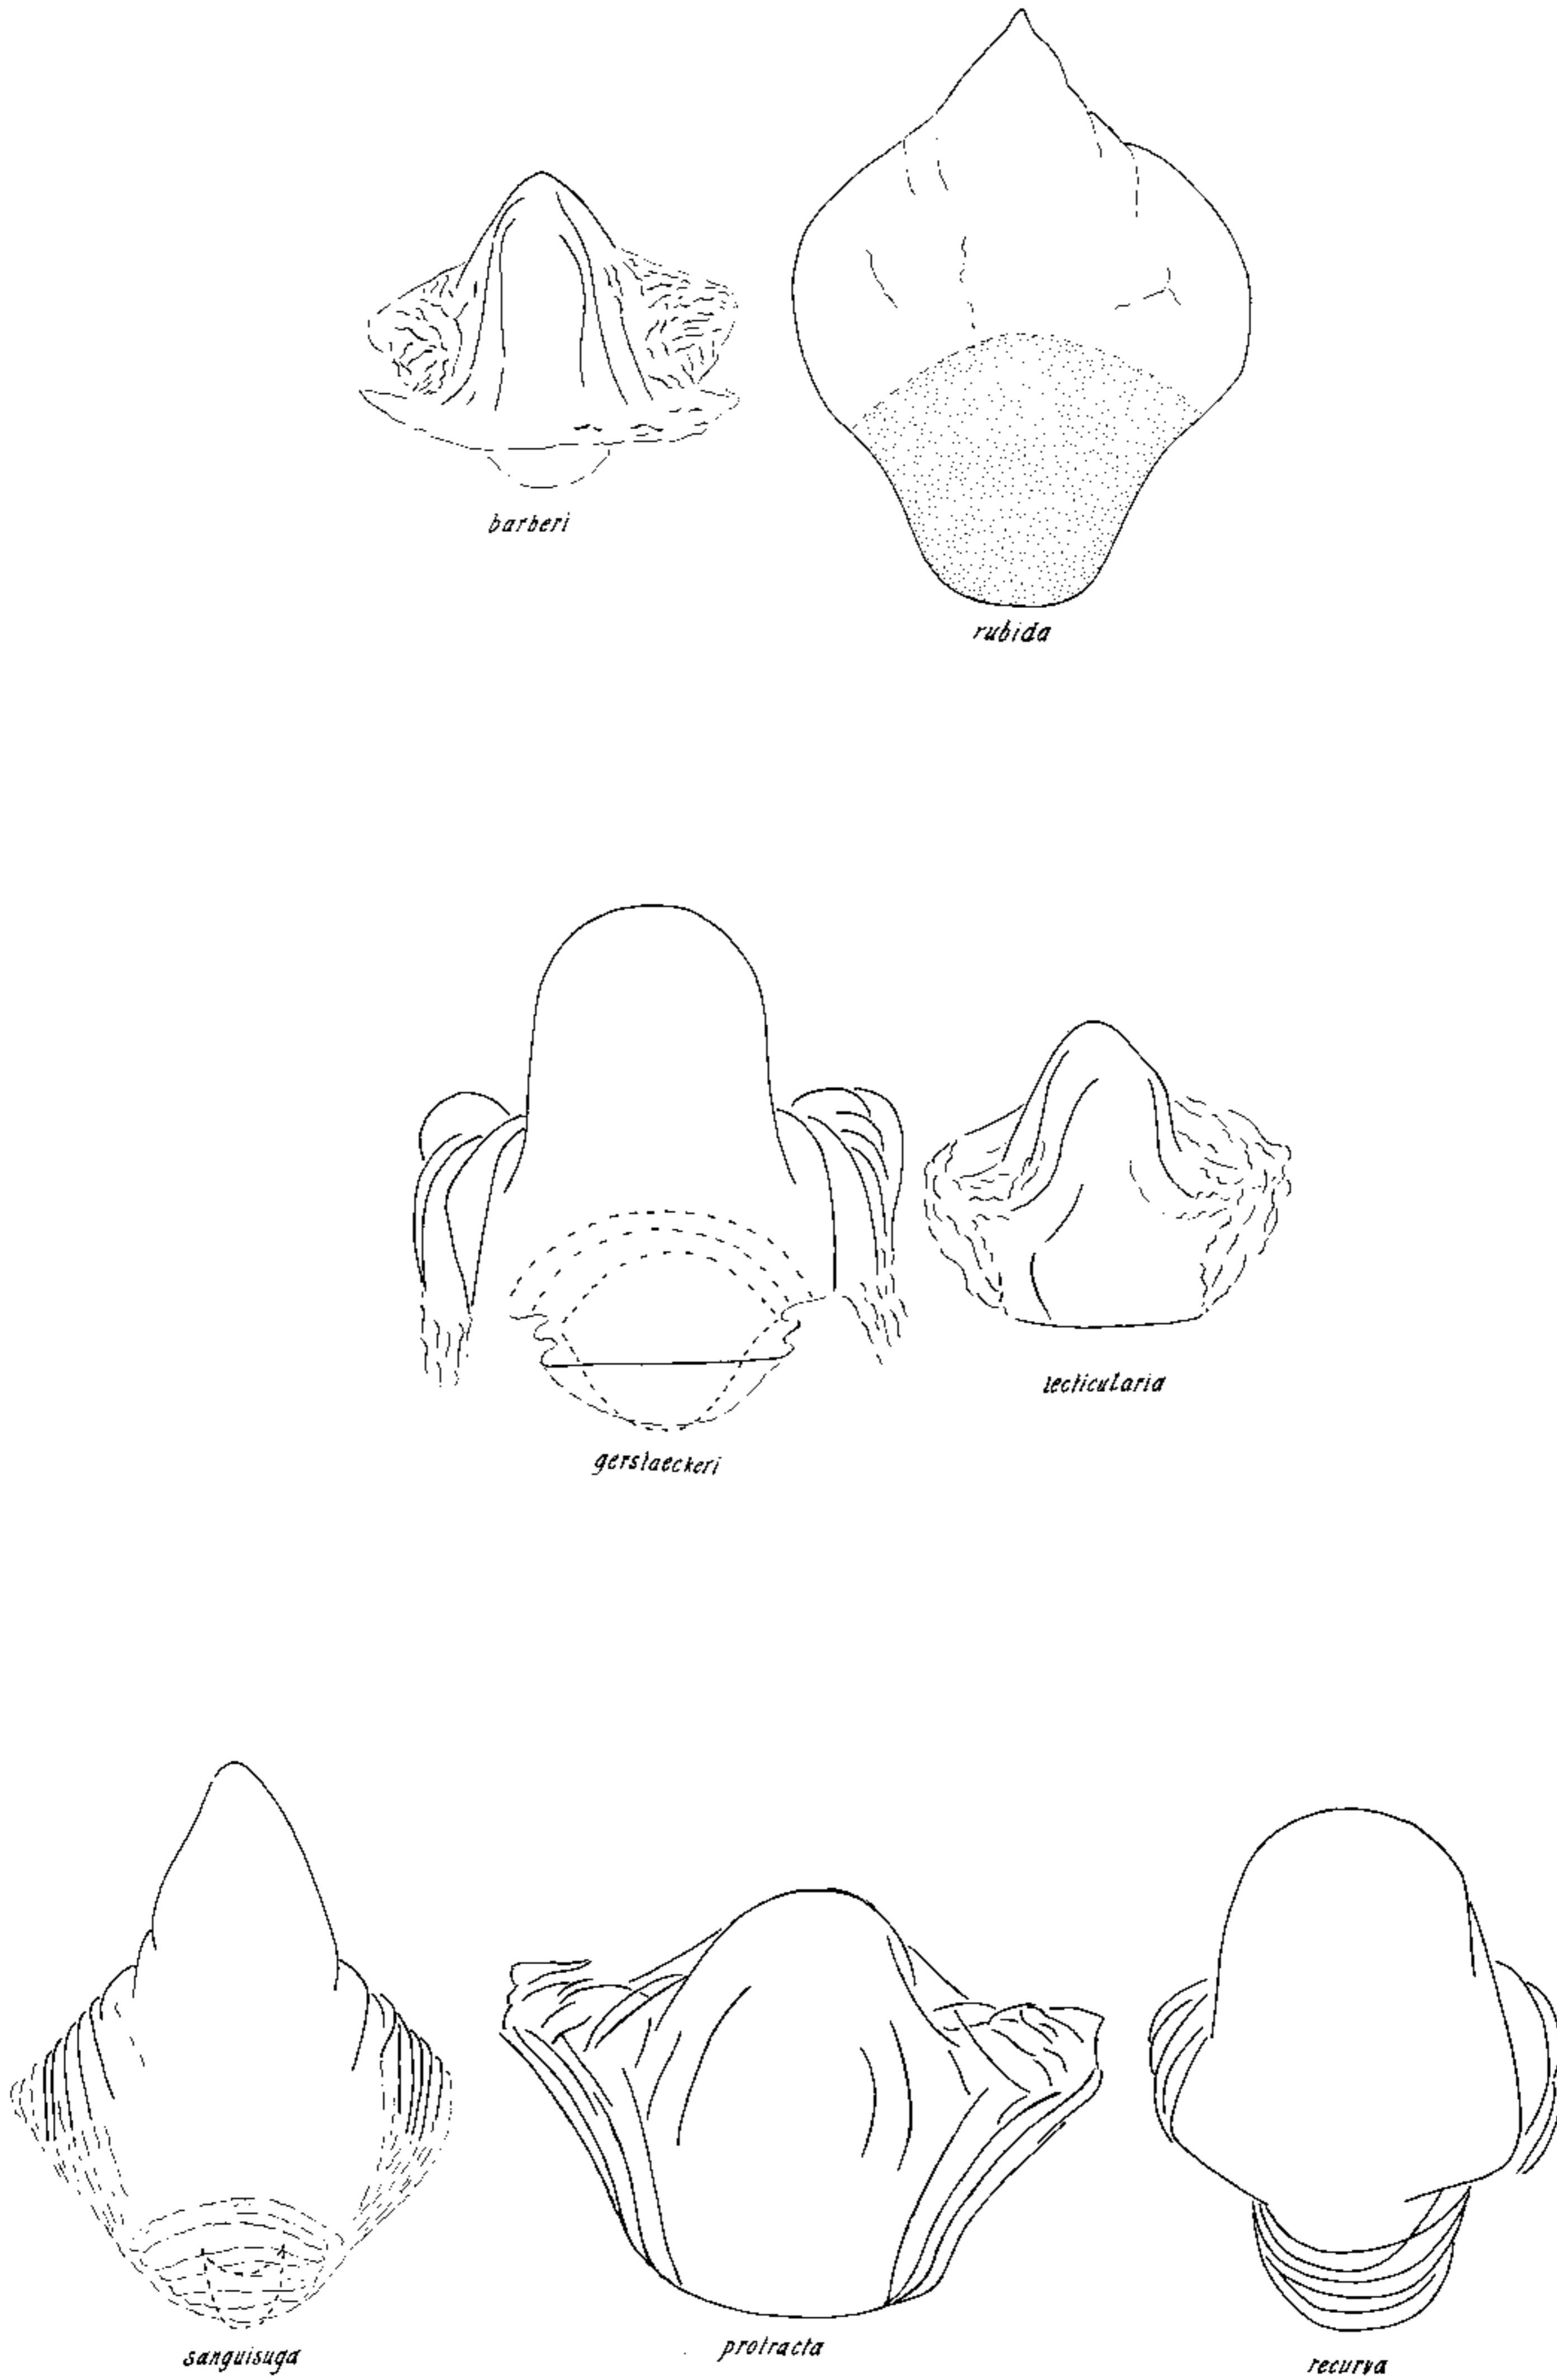 barberi
rubida
gerstaeckeri
lecticularia
sanguisuga
protracta
recurva